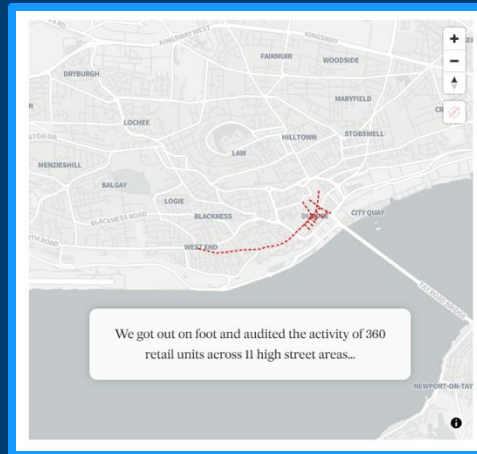 KINGSWAY WEST
KINGSWAY
FAIRMUIR
WOODSIDE
DRYBURGH
MARYFIELD
LOCHEE
HILLTOWN
STOBSWELL
LAW
MENZIESHILL
BALGAY
LOGIE
BLACKNESS
CITY QUAY
BLACKNESS ROAD
WEST END
TAY ROAD BRIDGE
We got out on foot and audited the activity of 360
retail units across 11 high street areas...
NEWPORT-ON-TAY